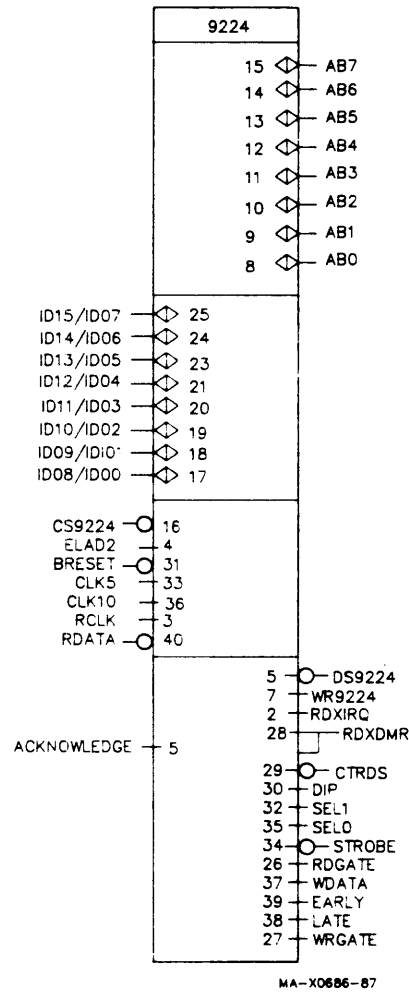 9224
15 AB7
14 AB6
13 AB5
12 AB4
11 AB3
10 AB2
9 AB1
8 AB0
ID15/ID07 25
ID14/ID06 24
ID13/ID05 23
ID12/ID04 21
ID11/ID03 20
ID10/ID02 19
ID09/IDi0' 18
ID08/ID00 17
CS9224 16
ELAD2 4
BRESET 31
CLK5 33
CLK10 36
RCLK 3
RDATA 40
5 DS9224
7 WR9224
2 RDXIRQ
28 RDXDMR
ACKNOWLEDGE 5
29 CTRDS
30 DIP
32 SEL1
35 SEL0
34 STROBE
26 RDGATE
37 WDATA
39 EARLY
38 LATE
27 WRGATE
MA-X0686-87